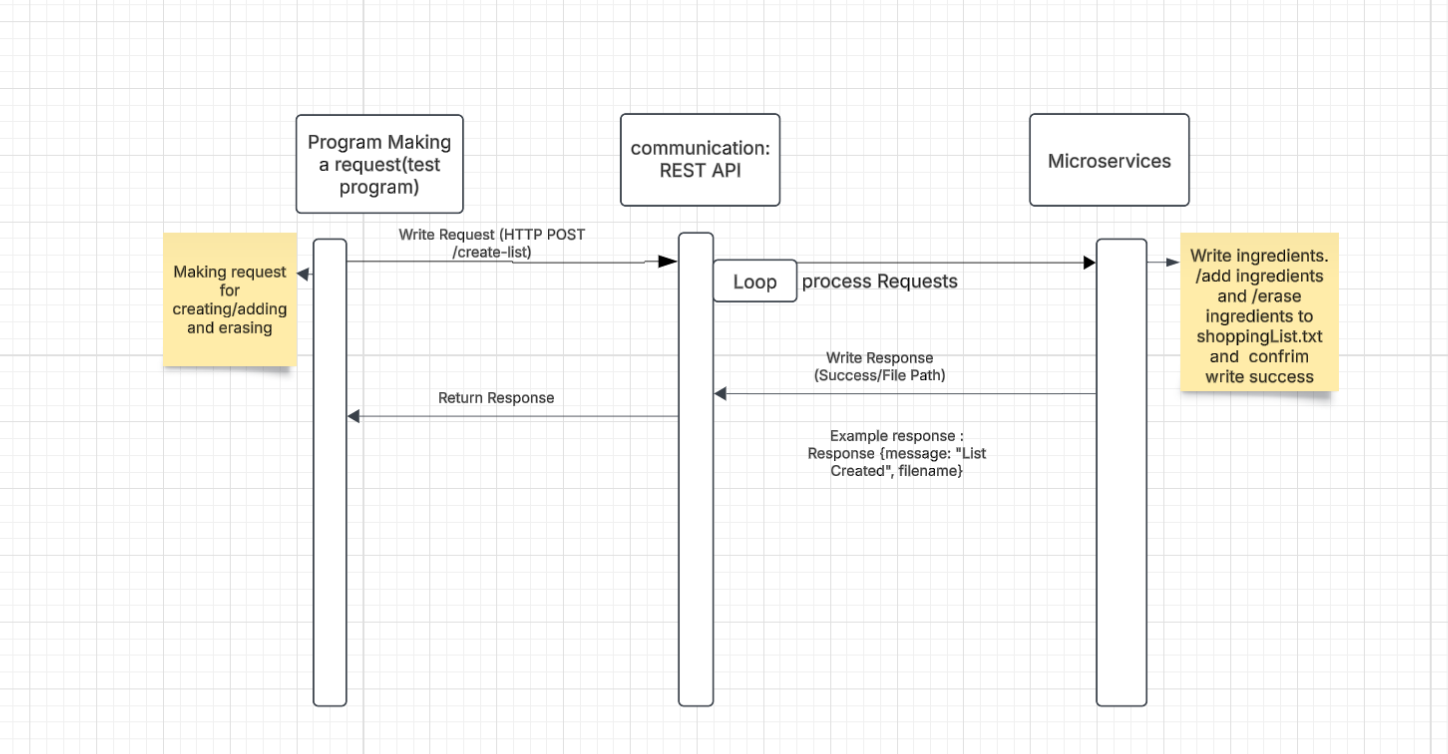 Program Making
a request(test
program)
communication:
REST API
Microservices
Write Request (HTTP POST
/create-list)
Making request
for
creating/adding
and erasing
Loop
process Requests
Write ingredients.
/add ingredients
and /erase
ingredients to
shoppingList.txt
and confrim
write success
Write Response
(Success/File Path)
Return Response
Example response :
Response {message: "List
Created", filename}